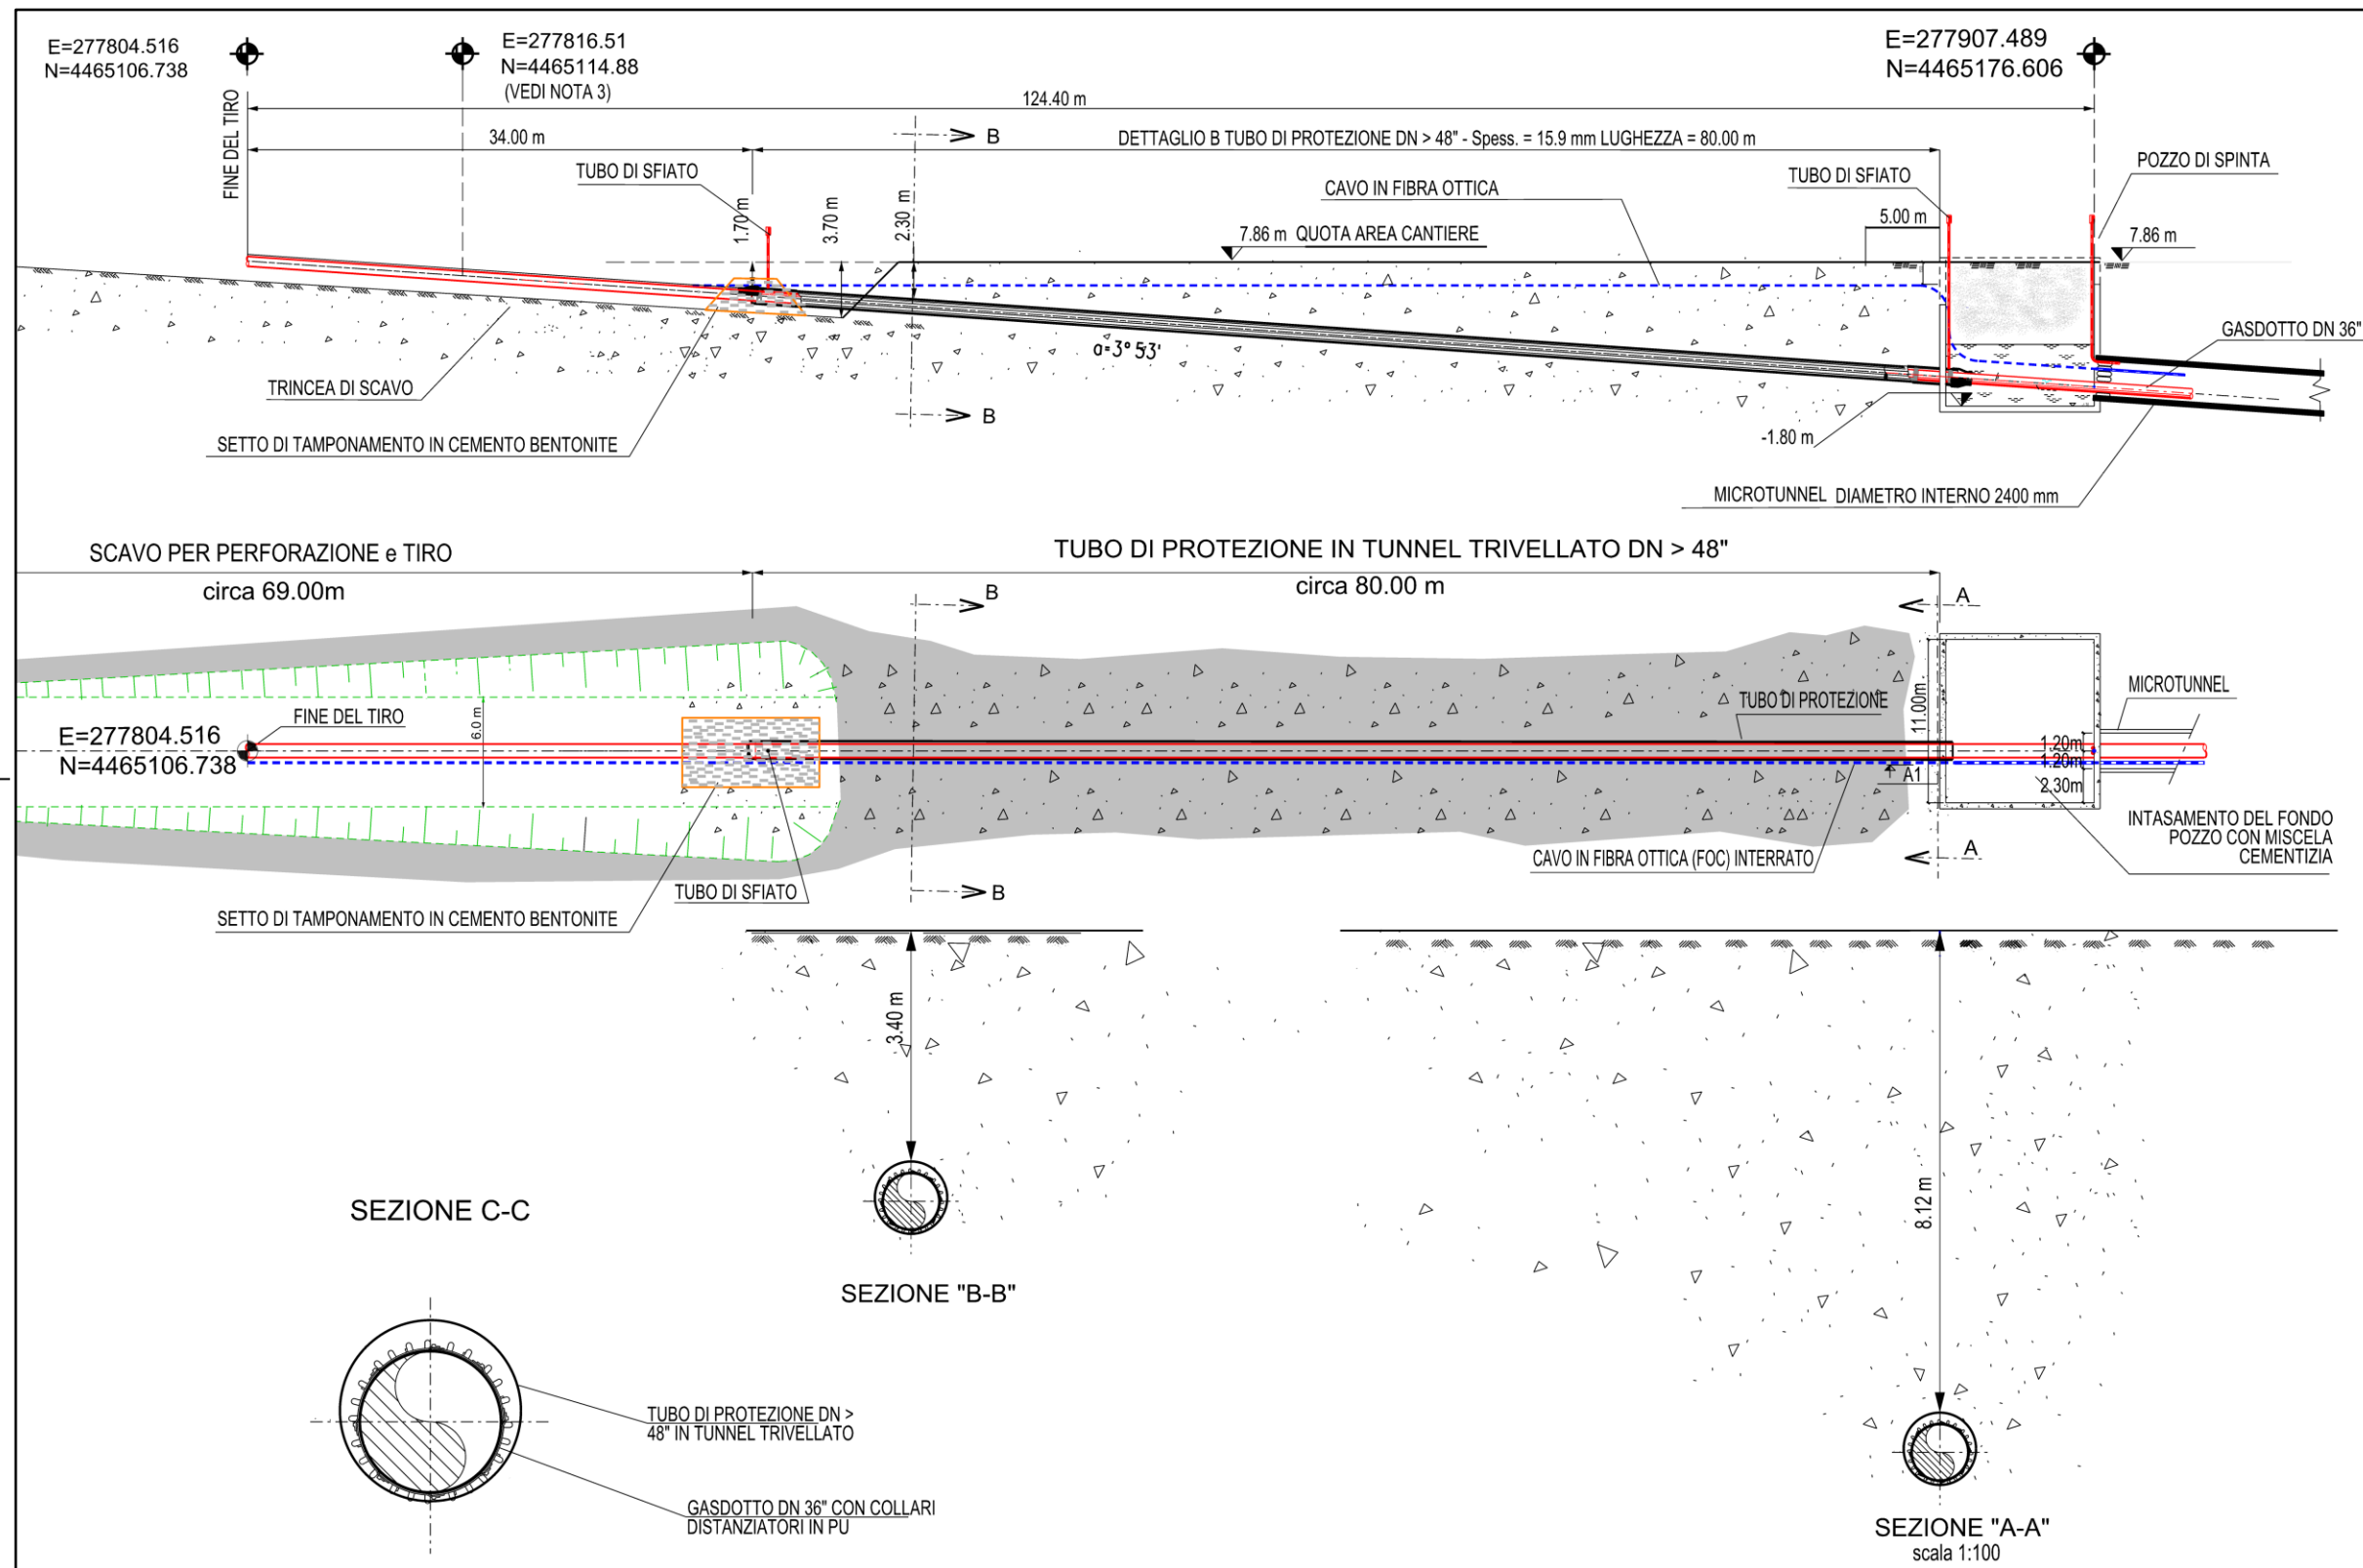 E=277804.516
N=4465106.738
E=277816.51
N=4465114.88
(VEDI NOTA 3)
E=277907.489
N=4465176.606
FINE DEL TIRO
124.40 m
34.00 m
B
DETTAGLIO B TUBO DI PROTEZIONE DN > 48" - Spess. = 15.9 mm LUGHEZZA = 80.00 m
TUBO DI SFIATO
CAVO IN FIBRA OTTICA
TUBO DI SFIATO
POZZO DI SPINTA
1.70 m
3.70 m
2.30 m
5.00 m
7.86 m QUOTA AREA CANTIERE
7.86 m
GASDOTTO DN 36"
a=3° 53'
TRINCEA DI SCAVO
B
-1.80 m
SETTO DI TAMPONAMENTO IN CEMENTO BENTONITE
MICROTUNNEL DIAMETRO INTERNO 2400 mm
SCAVO PER PERFORAZIONE e TIRO
circa 69.00m
TUBO DI PROTEZIONE IN TUNNEL TRIVELLATO DN > 48"
circa 80.00 m
B
A
FINE DEL TIRO
6.0 m
TUBO DI PROTEZIONE
11.00m
MICROTUNNEL
E=277804.516
N=4465106.738
1.20m
1.20m
A1
2.30m
INTASAMENTO DEL FONDO
POZZO CON MISCELA
CEMENTIZIA
CAVO IN FIBRA OTTICA (FOC) INTERRATO
A
TUBO DI SFIATO
B
SETTO DI TAMPONAMENTO IN CEMENTO BENTONITE
3.40 m
8.12 m
SEZIONE C-C
SEZIONE "B-B"
TUBO DI PROTEZIONE DN >
48" IN TUNNEL TRIVELLATO
GASDOTTO DN 36" CON COLLARI
DISTANZIATORI IN PU
SEZIONE "A-A"
scala 1:100